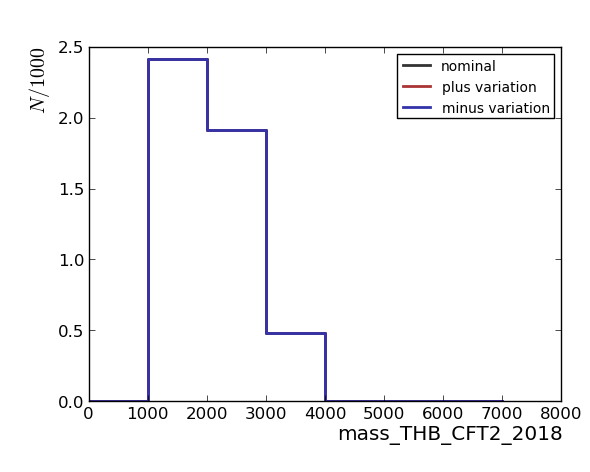 N/1000
2.5
2.0
1.5
1.0
0.5
0.0
nominal
plus variation
minus variation
0 1000 2000 3000 4000 5000 6000 7000 8000
mass_THB_CFT2_2018